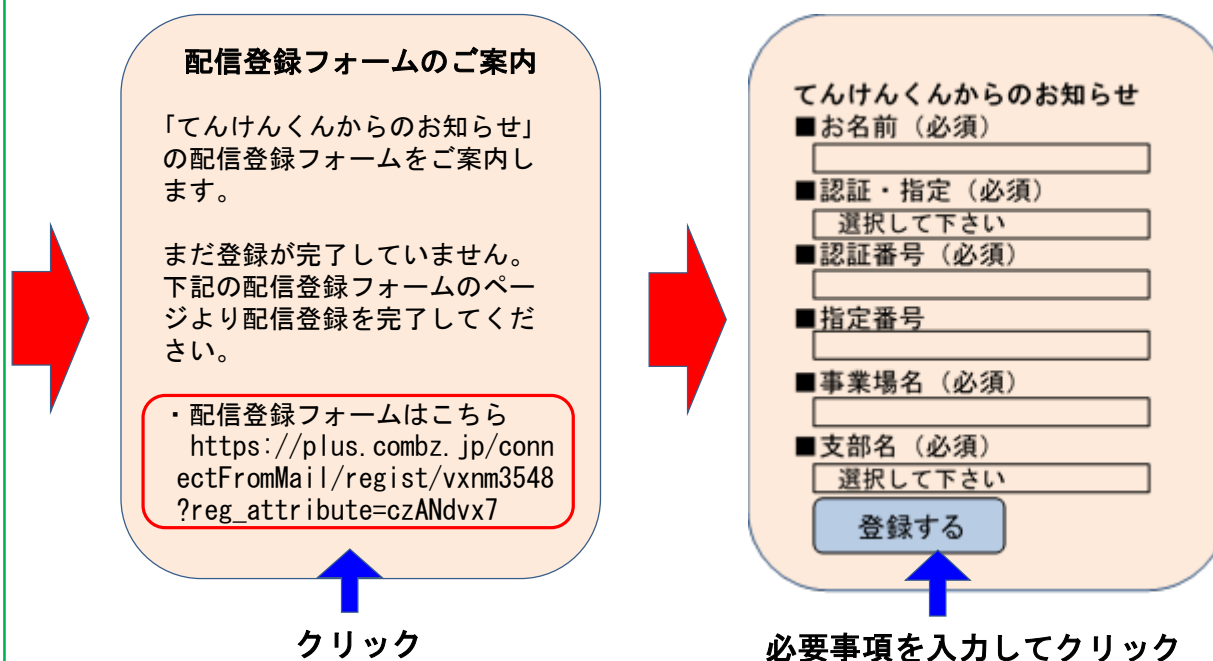 配信登録フォームのご案内
「てんけんくんからのお知らせ」
の配信登録フォームをご案内し
ます。
まだ登録が完了していません。
下記の配信登録フォームのペー
ジより配信登録を完了してくだ
さい。
・配信登録フォームはこちら
https://plus.combz.jp/conn
ectFromMail/regist/vxnm3548
?reg_attribute=czANdvx7
クリック
てんけんくんからのお知らせ
■お名前（必須）
■認証・指定（必須）
選択して下さい
■認証番号（必須）
■指定番号
■事業場名（必須）
■支部名（必須）
選択して下さい
登録する
必要事項を入力してクリック